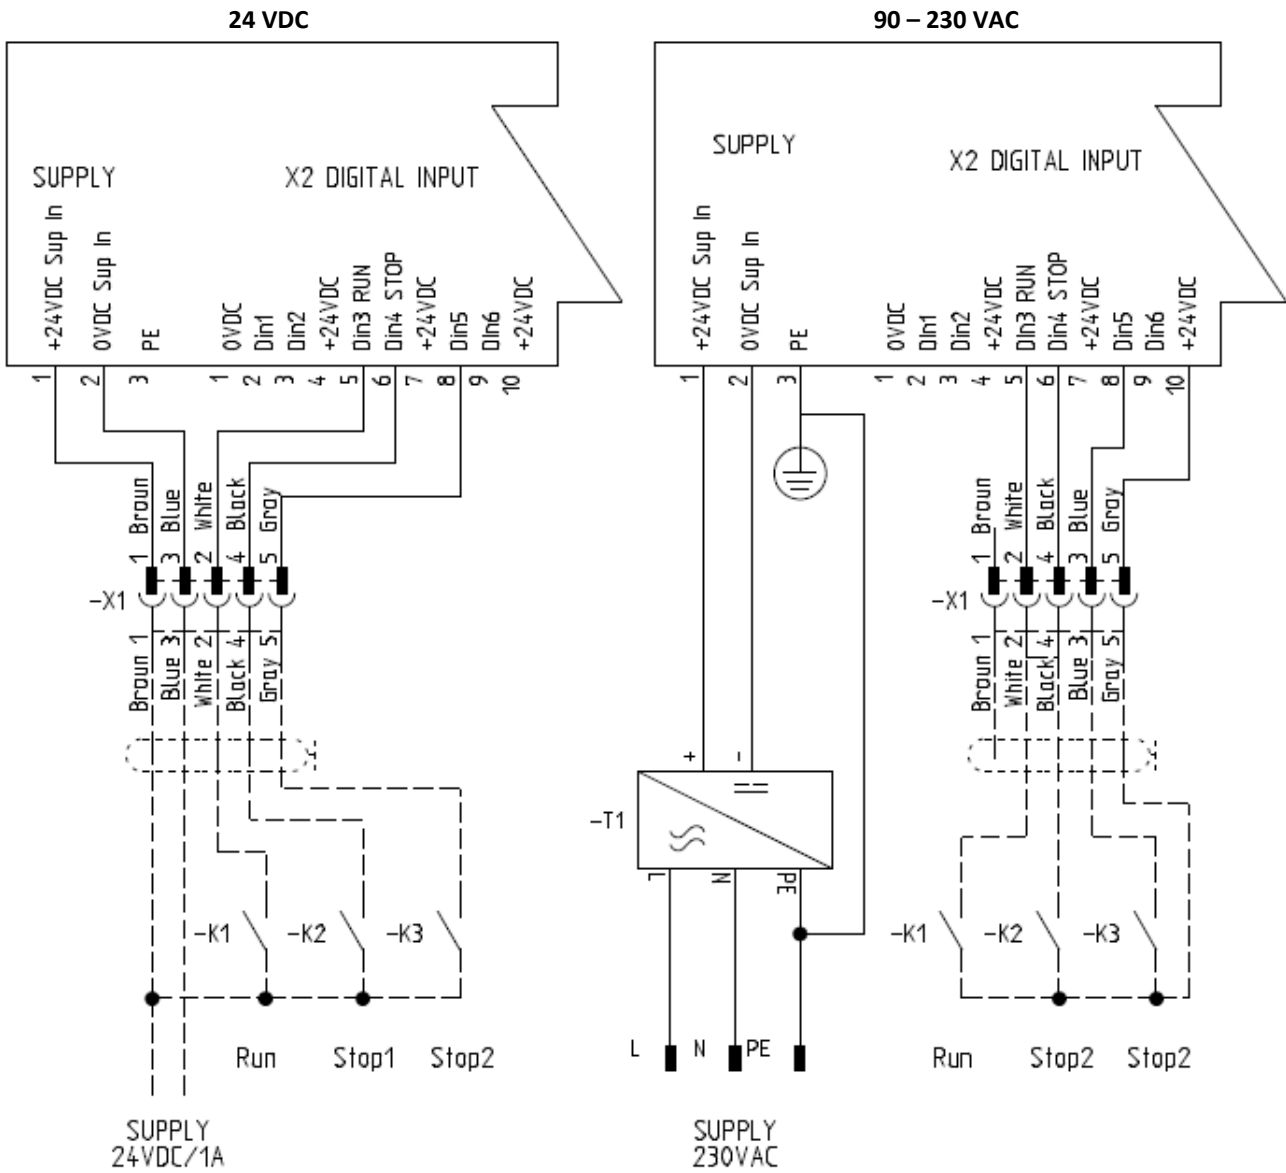 24 VDC
SUPPLY
X2 DIGITAL INPUT
+24VDC Sup In
0VDC Sup In
PE
0VDC
Din1
Din2
+24VDC
Din3 RUN
Din4 STOP
+24VDC
Din5
DIn6
+24VDC
1
2
3
1
2
3
4
5
6
7
8
9
10
Broun
Blue
White
Black
Gray
1
3
2
4
5
-X1
Broun 1
Blue 3
White 2
Black 4
Gray 5
-K1
-K2
-K3
Run
Stop1
Stop2
SUPPLY
24VDC/1A
90 – 230 VAC
SUPPLY
X2 DIGITAL INPUT
+24VDC Sup In
0VDC Sup In
PE
0VDC
Din1
Din2
+24VDC
DIn3 RUN
Din4 STOP
+24VDC
Din5
DIn6
+24VDC
1
2
3
1
2
3
4
5
6
7
8
9
10
Broun
White
Black
Blue
Gray
1
2
4
3
5
-X1
Broun 1
White 2
Black 4
Blue 3
Gray 5
+
-
-T1
L
N
PE
-K1
-K2
-K3
L
N
PE
Run
Stop2
Stop2
SUPPLY
230VAC